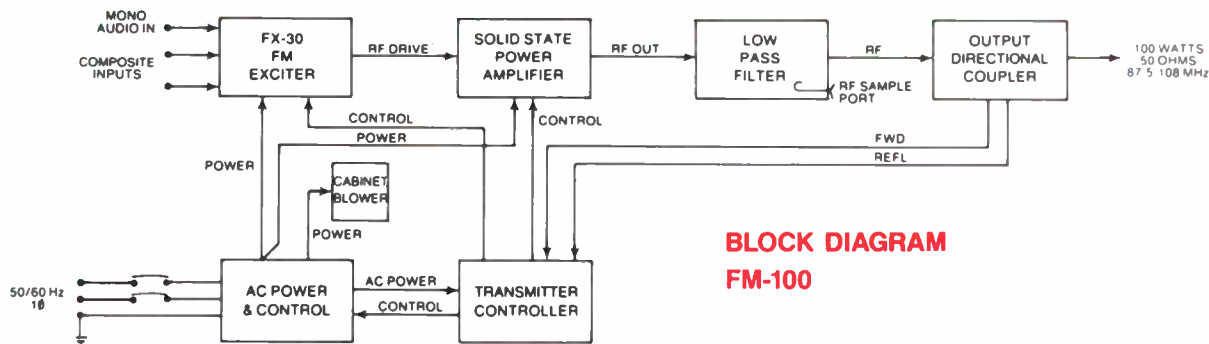 MONO
AUDIO IN
COMPOSITE
INPUTS
FX-30
FM
EXCITER
RF DRIVE
SOLID STATE
POWER
AMPLIFIER
RF OUT
LOW
PASS
FILTER
RF
RF SAMPLE
PORT
OUTPUT
DIRECTIONAL
COUPLER
100 WATTS
50 OHMS
87 5 108 MHz
CONTROL
POWER
CONTROL
POWER
FWD
REFL
CABINET
BLOWER
POWER
BLOCK DIAGRAM
FM-100
50/60 Hz
1ϕ
AC POWER
& CONTROL
AC POWER
CONTROL
TRANSMITTER
CONTROLLER